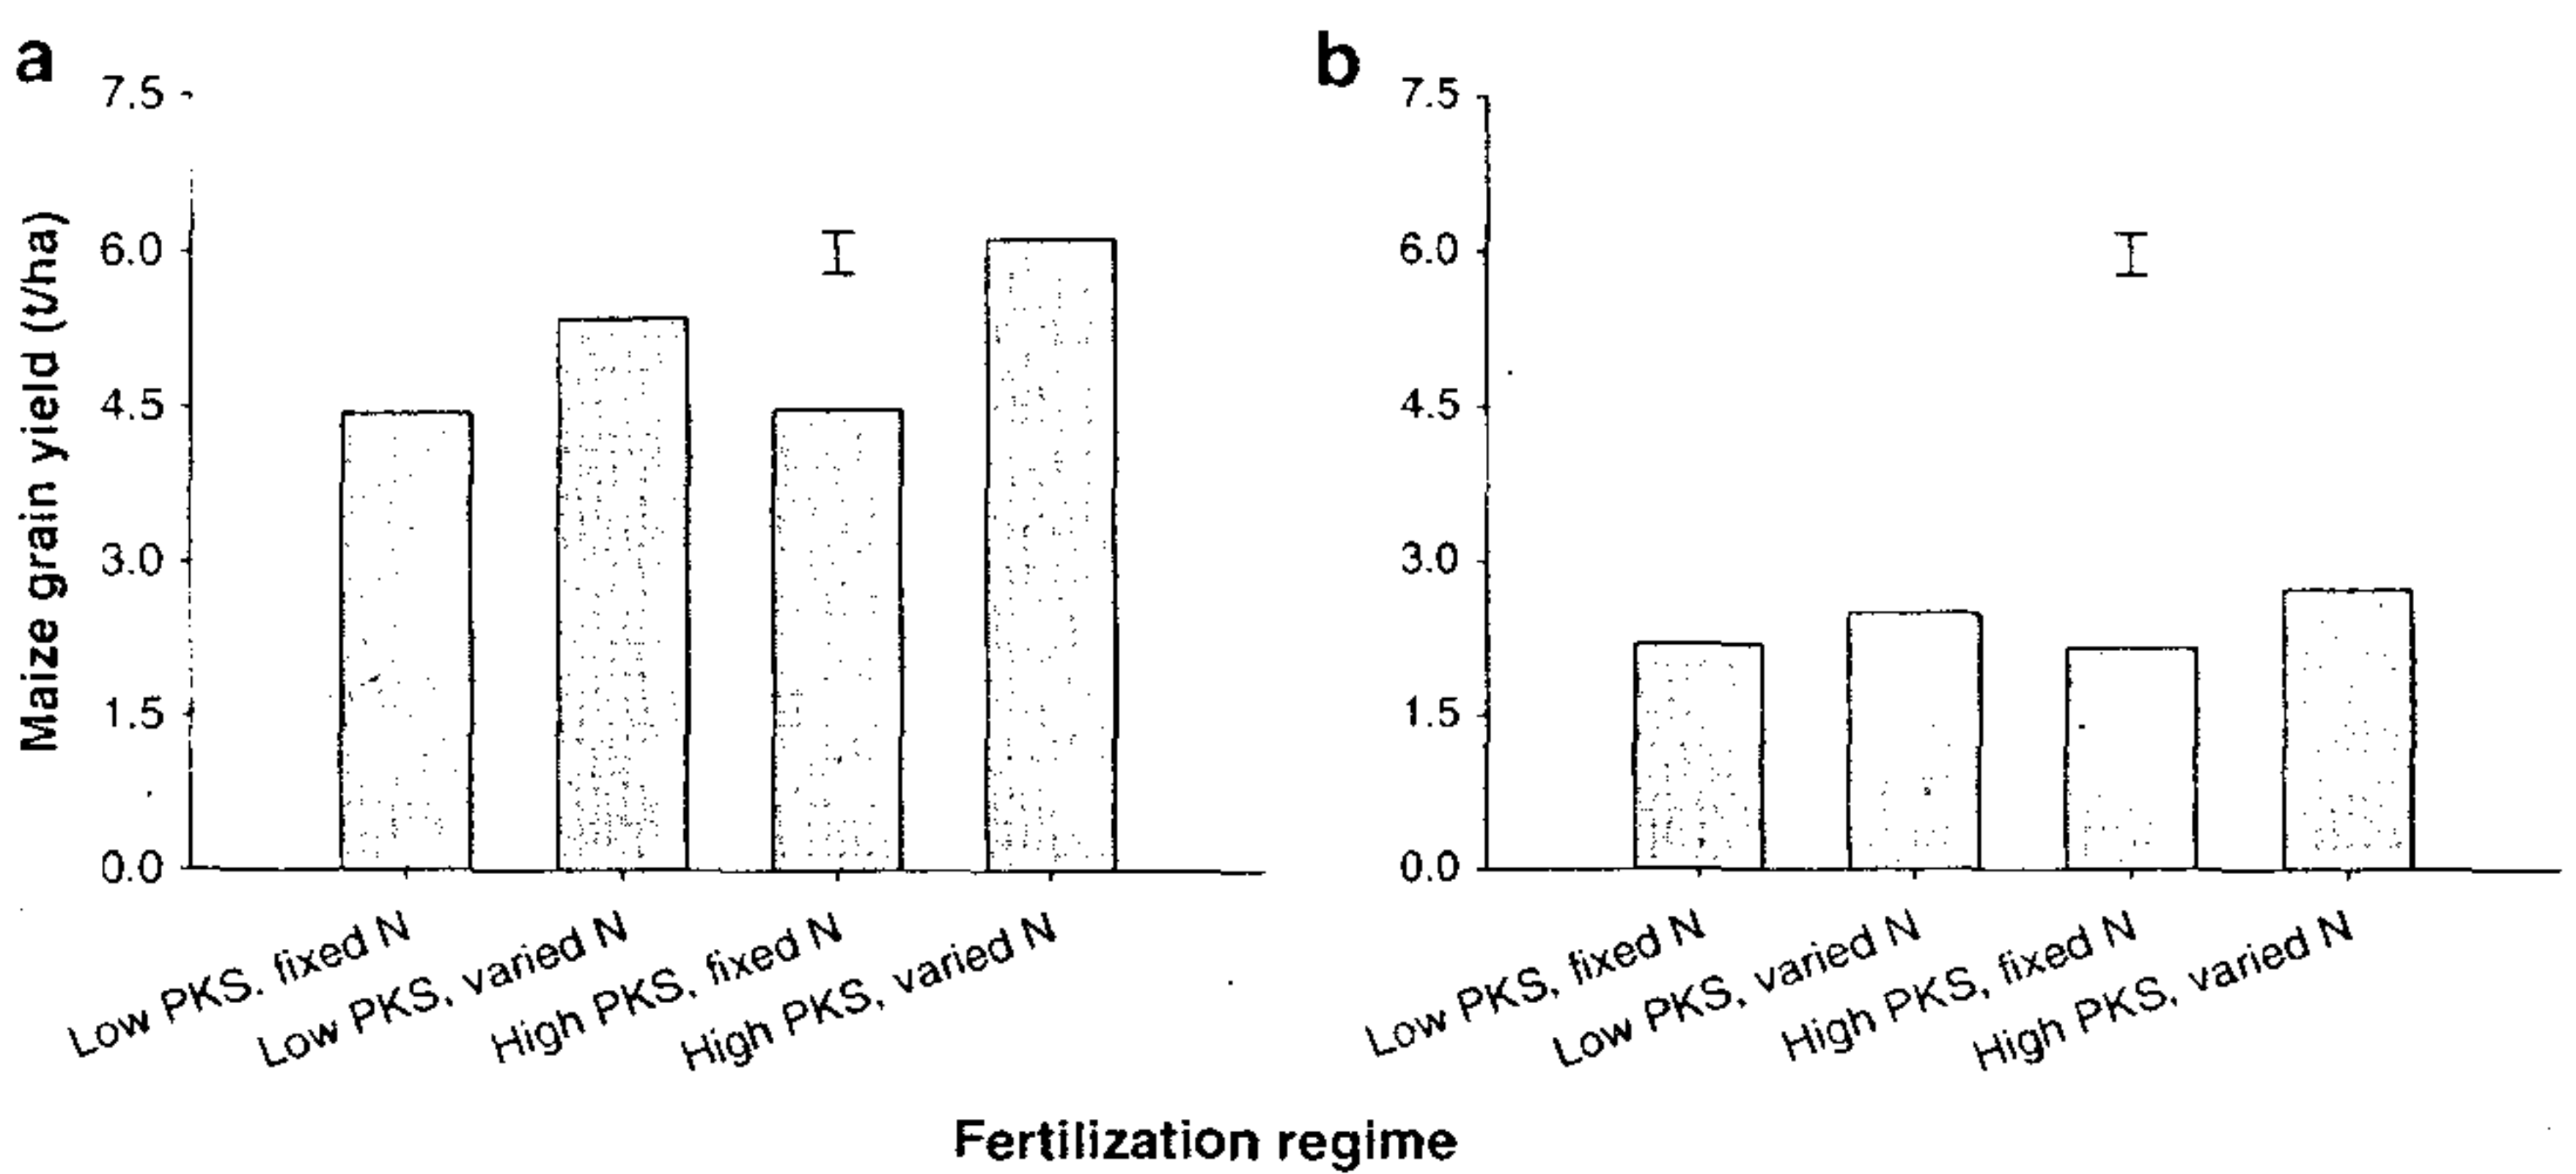 a
7.5
6.0
4.5
3.0
1.5
0.0
Maize grain yield (t/ha)
Low PKS. fixed N
Low PKS, varied N
High PKS, fixed N
High PKS, varied N
b
7.5
6.0
4.5
3.0
1.5
0.0
Low PKS, fixed N
Low PKS, varied N
High PKS, fixed N
High PKS, varied N
Fertilization regime